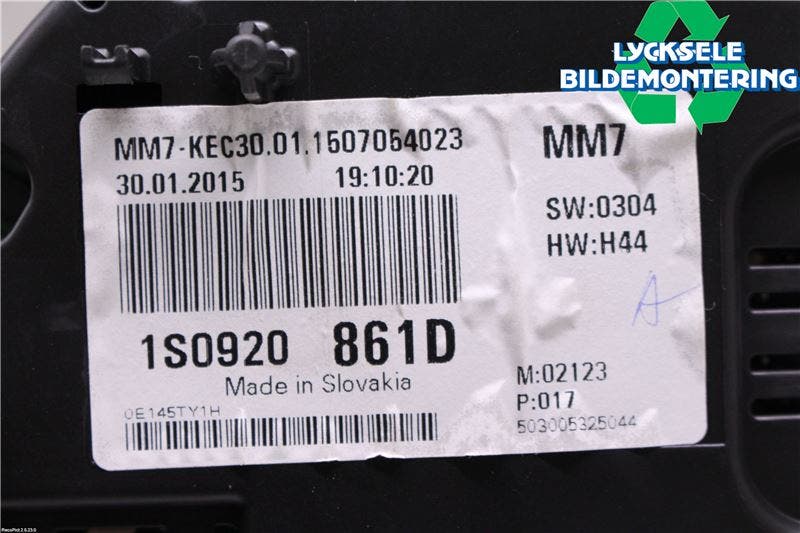 LYCKSELE
BILDEMONTERING
MM7-KEC30.01.1507054023
30.01.2015 19:10:20
MM7
SW:0304
HW:H44
1S0920 861D
Made in Slovakia
0E145TY1H
M:02123
P:017
503005325044
A